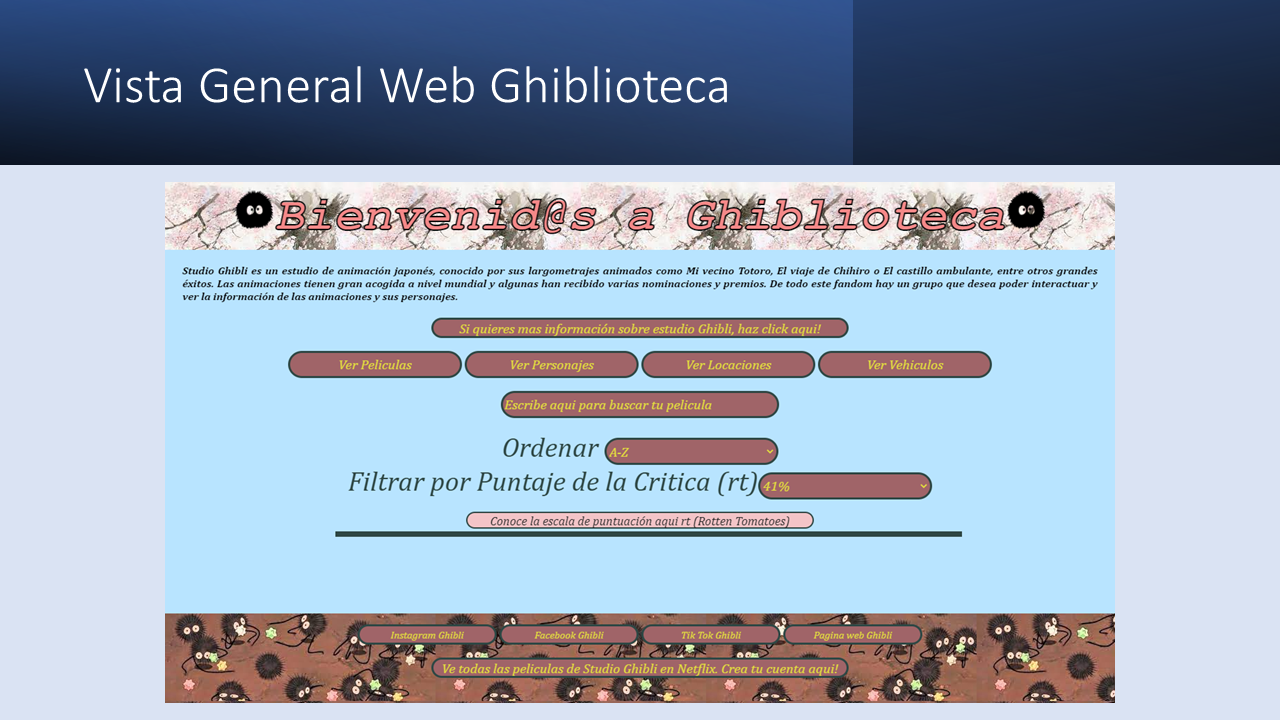 Vista General Web Ghiblioteca
Bienvenid@s a Ghiblioteca
Studio Ghibli es un estudio de animación japonés, conocido por sus largometrajes animados como Mi vecino Totoro, El viaje de Chihiro o El castillo ambulante, entre otros grandes
éxitos. Las animaciones tienen gran acogida a nivel mundial y algunas han recibido varias nominaciones y premios. De todo este fandom hay un grupo que desea poder interactuar y
ver la información de las animaciones y sus personajes.
Si quieres mas información sobre estudio Ghibli, haz click aqui!
Ver Peliculas Ver Personajes Ver Locaciones Ver Vehiculos
Escribe aqui para buscar tu pelicula
Ordenar A-Z
Filtrar por Puntaje de la Critica (rt) 41%
Conoce la escala de puntuación aqui rt (Rotten Tomatoes)
Instagram Ghibli Facebook Ghibli Tik Tok Ghibli Pagina web Ghibli
Ve todas las peliculas de Studio Ghibli en Netflix. Crea tu cuenta aqui!